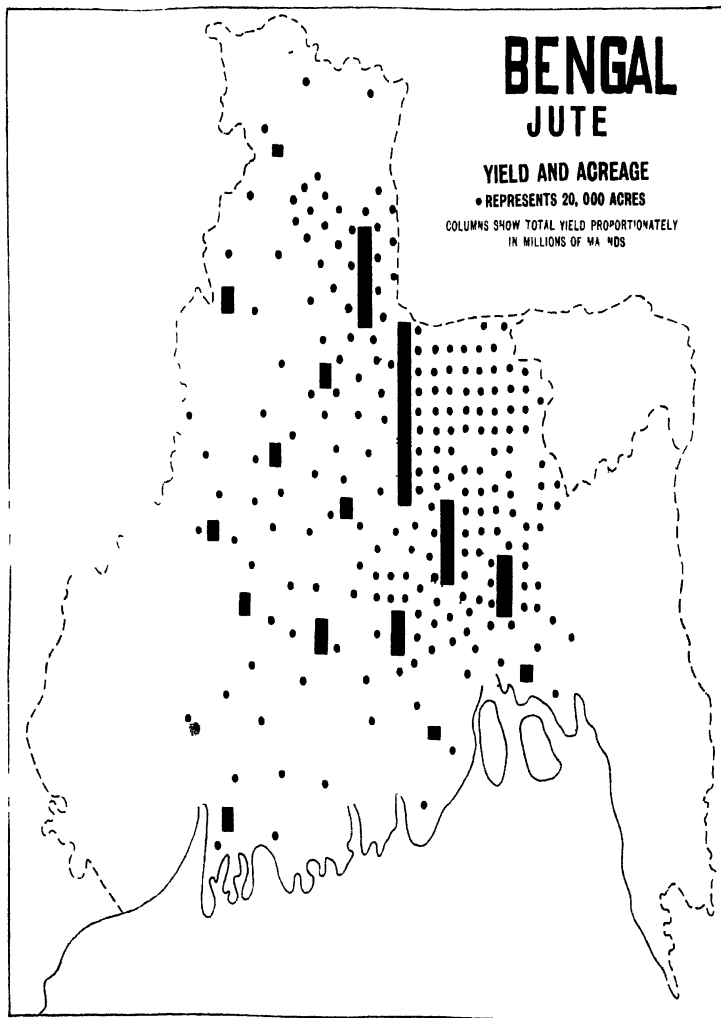 BENGAL
JUTE
YIELD AND ACREAGE
• REPRESENTS 20,000 ACRES
COLUMNS SHOW TOTAL YIELD PROPORTIONATELY
IN MILLIONS OF